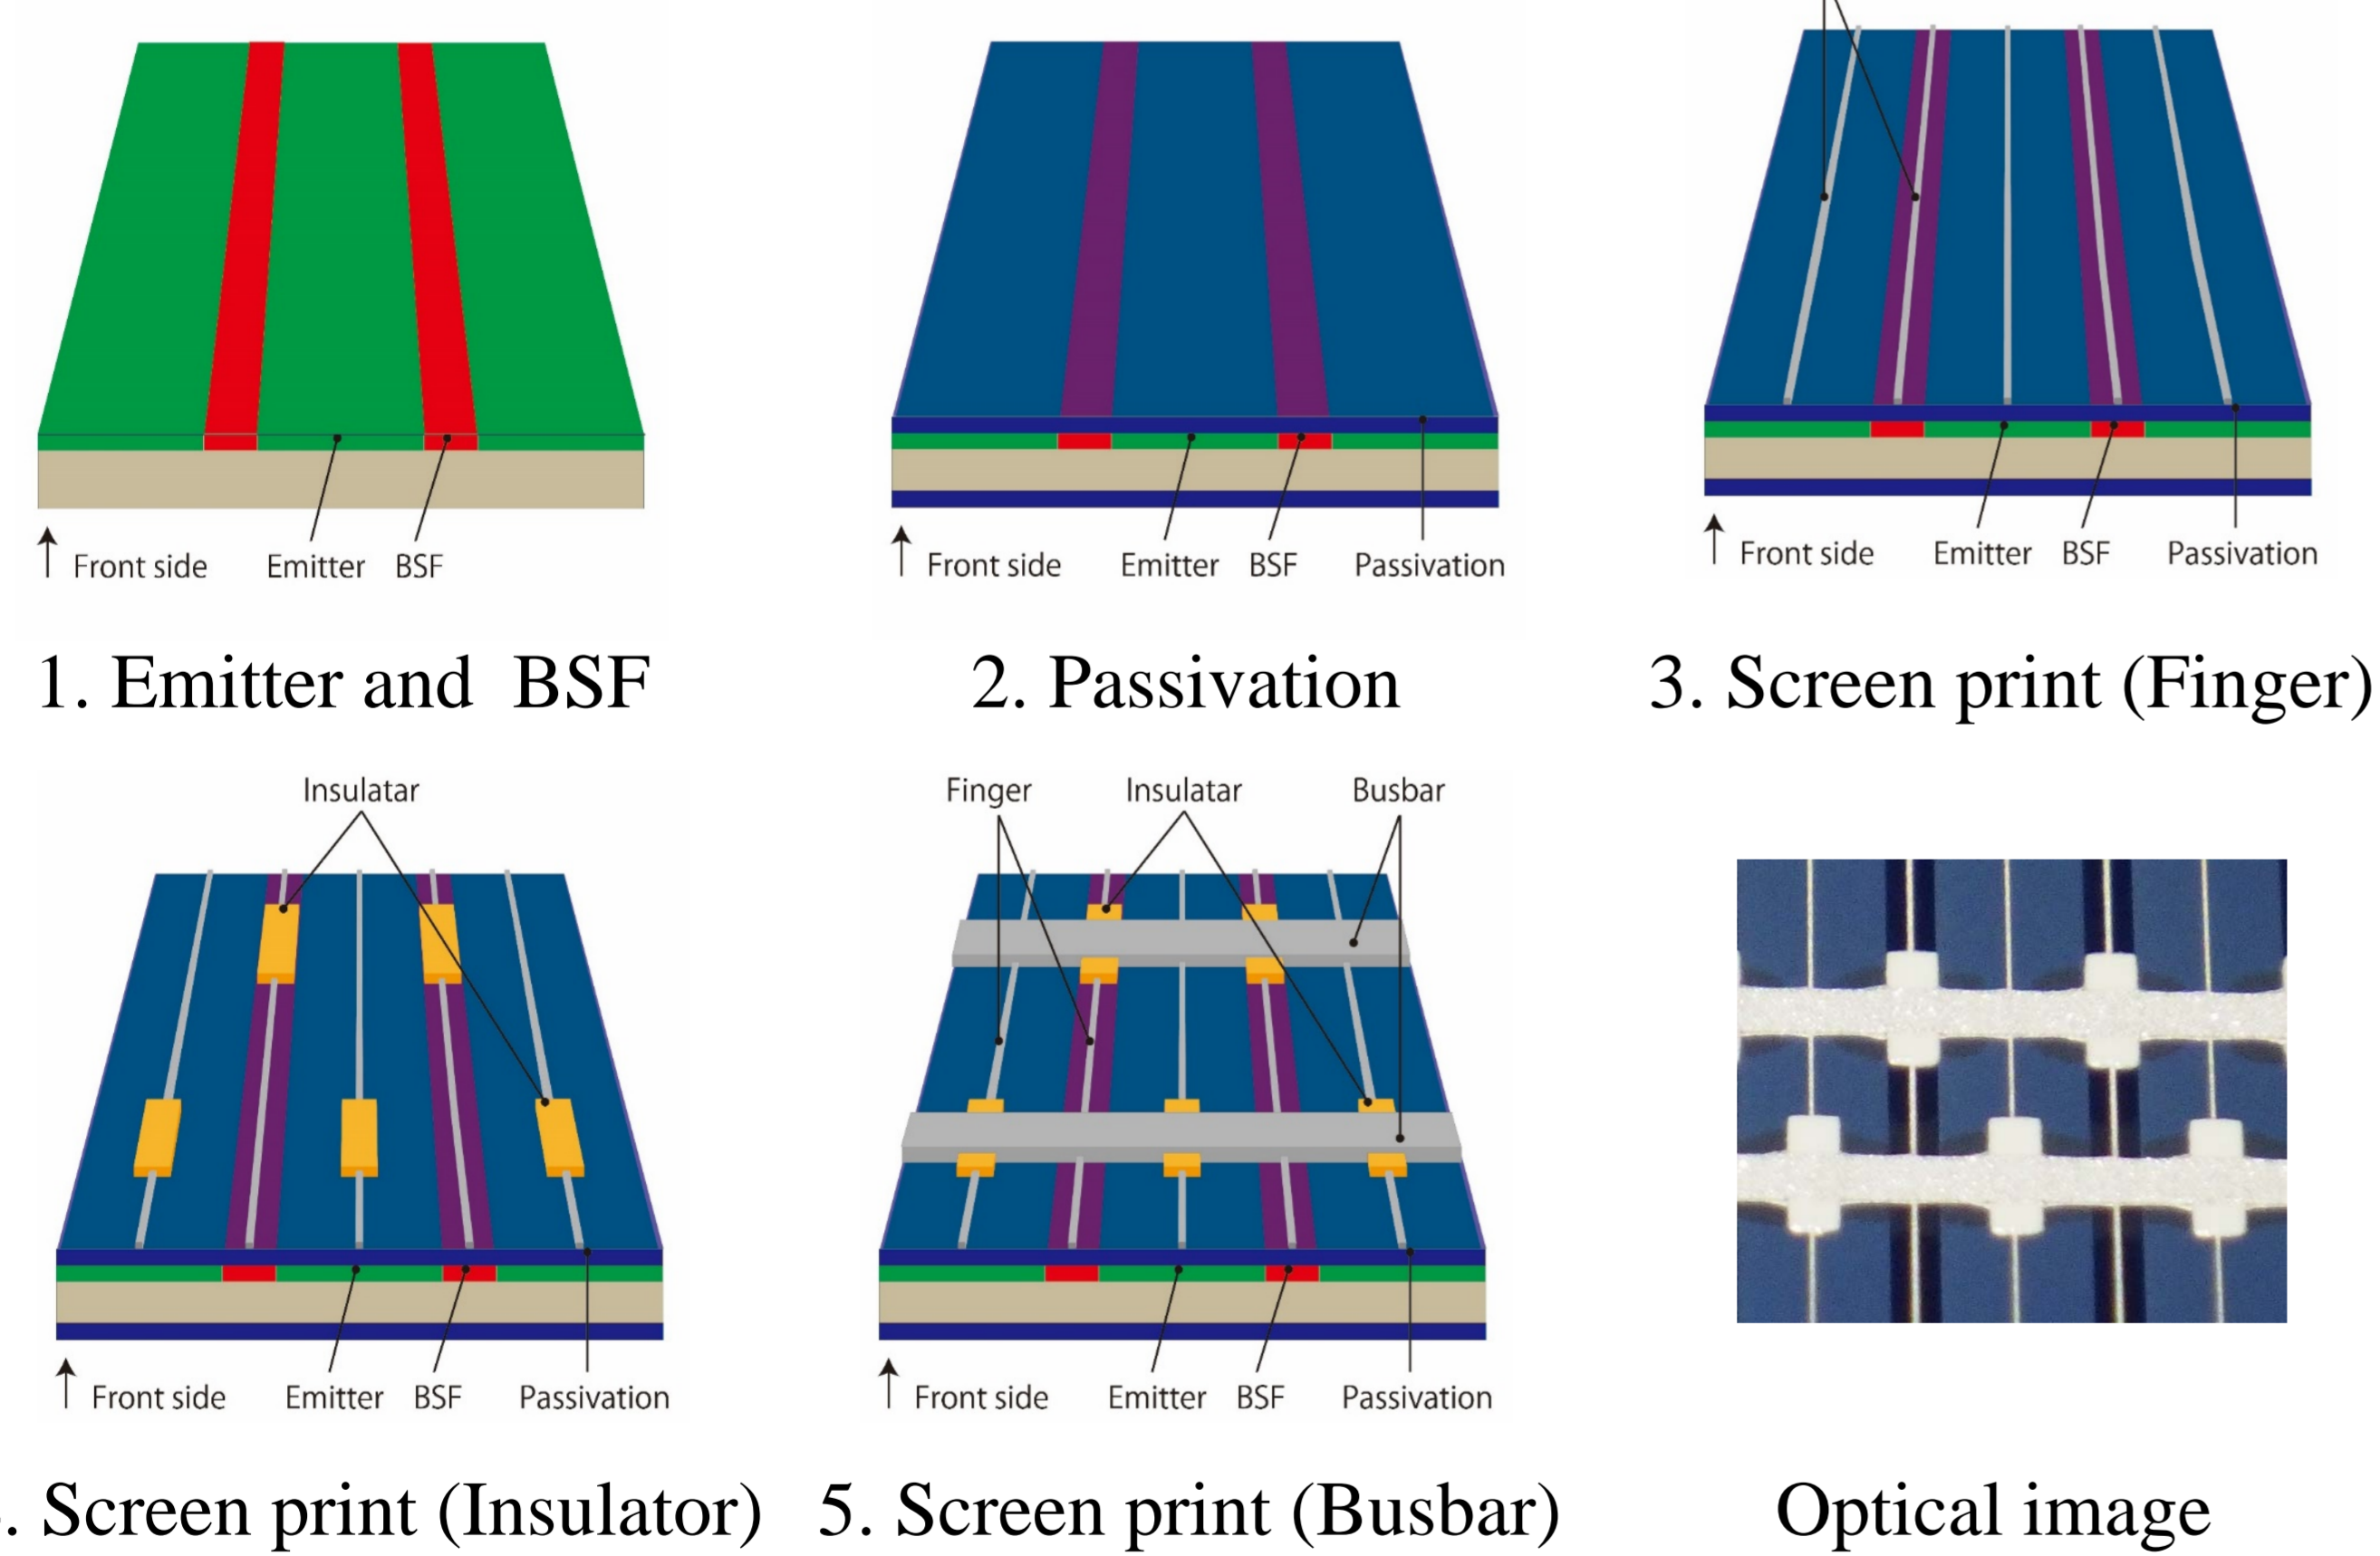 Front side Emitter BSF
Front side Emitter BSF Passivation
Front side Emitter BSF Passivation
1. Emitter and BSF
2. Passivation
3. Screen print (Finger)
Insulatar
Finger Insulatar Busbar
Front side Emitter BSF Passivation
Front side Emitter BSF Passivation
. Screen print (Insulator)
5. Screen print (Busbar)
Optical image